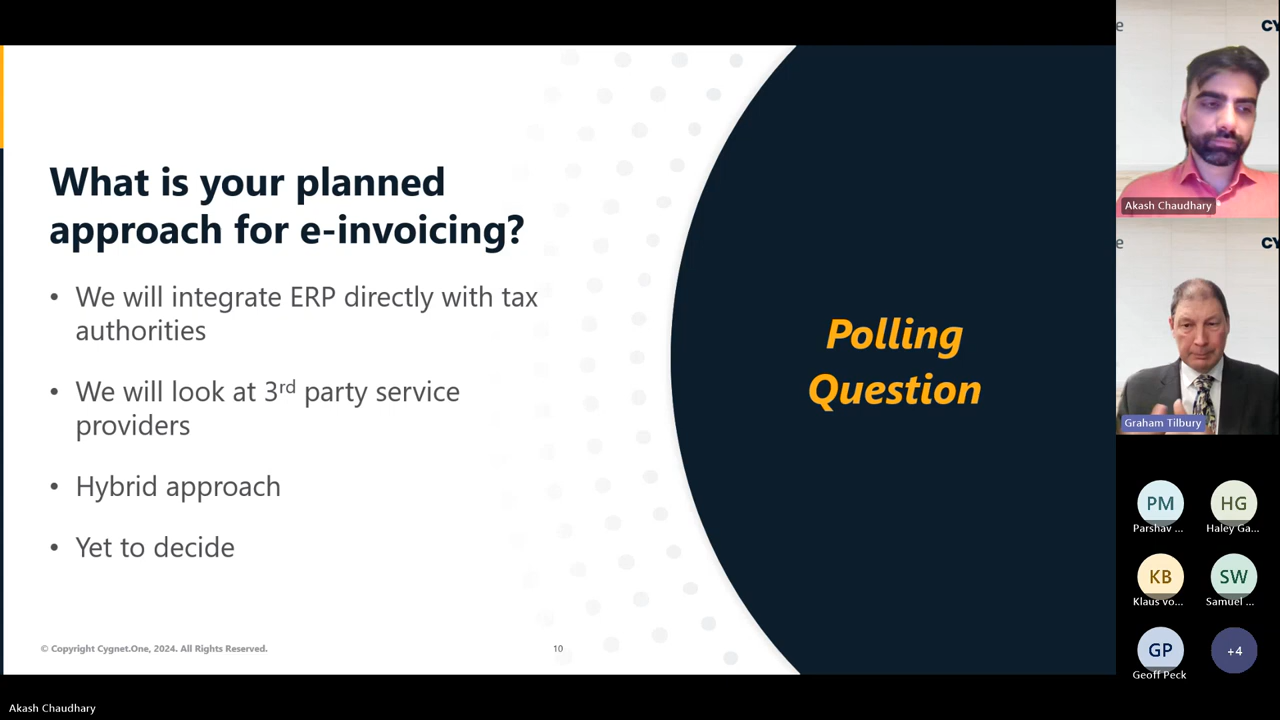 What is your planned
approach for e-invoicing?
• We will integrate ERP directly with tax
authorities
• We will look at 3rd party service
providers
• Hybrid approach
• Yet to decide
© Copyright Cygnet.One, 2024. All Rights Reserved.
10
Polling
Question
e
CY
Akash Chaudhary
e
CY
Graham Tilbury
PM
Parshav ...
HG
Haley Ga...
KB
Klaus vo...
SW
Samuel ...
GP
Geoff Peck
+4
Akash Chaudhary